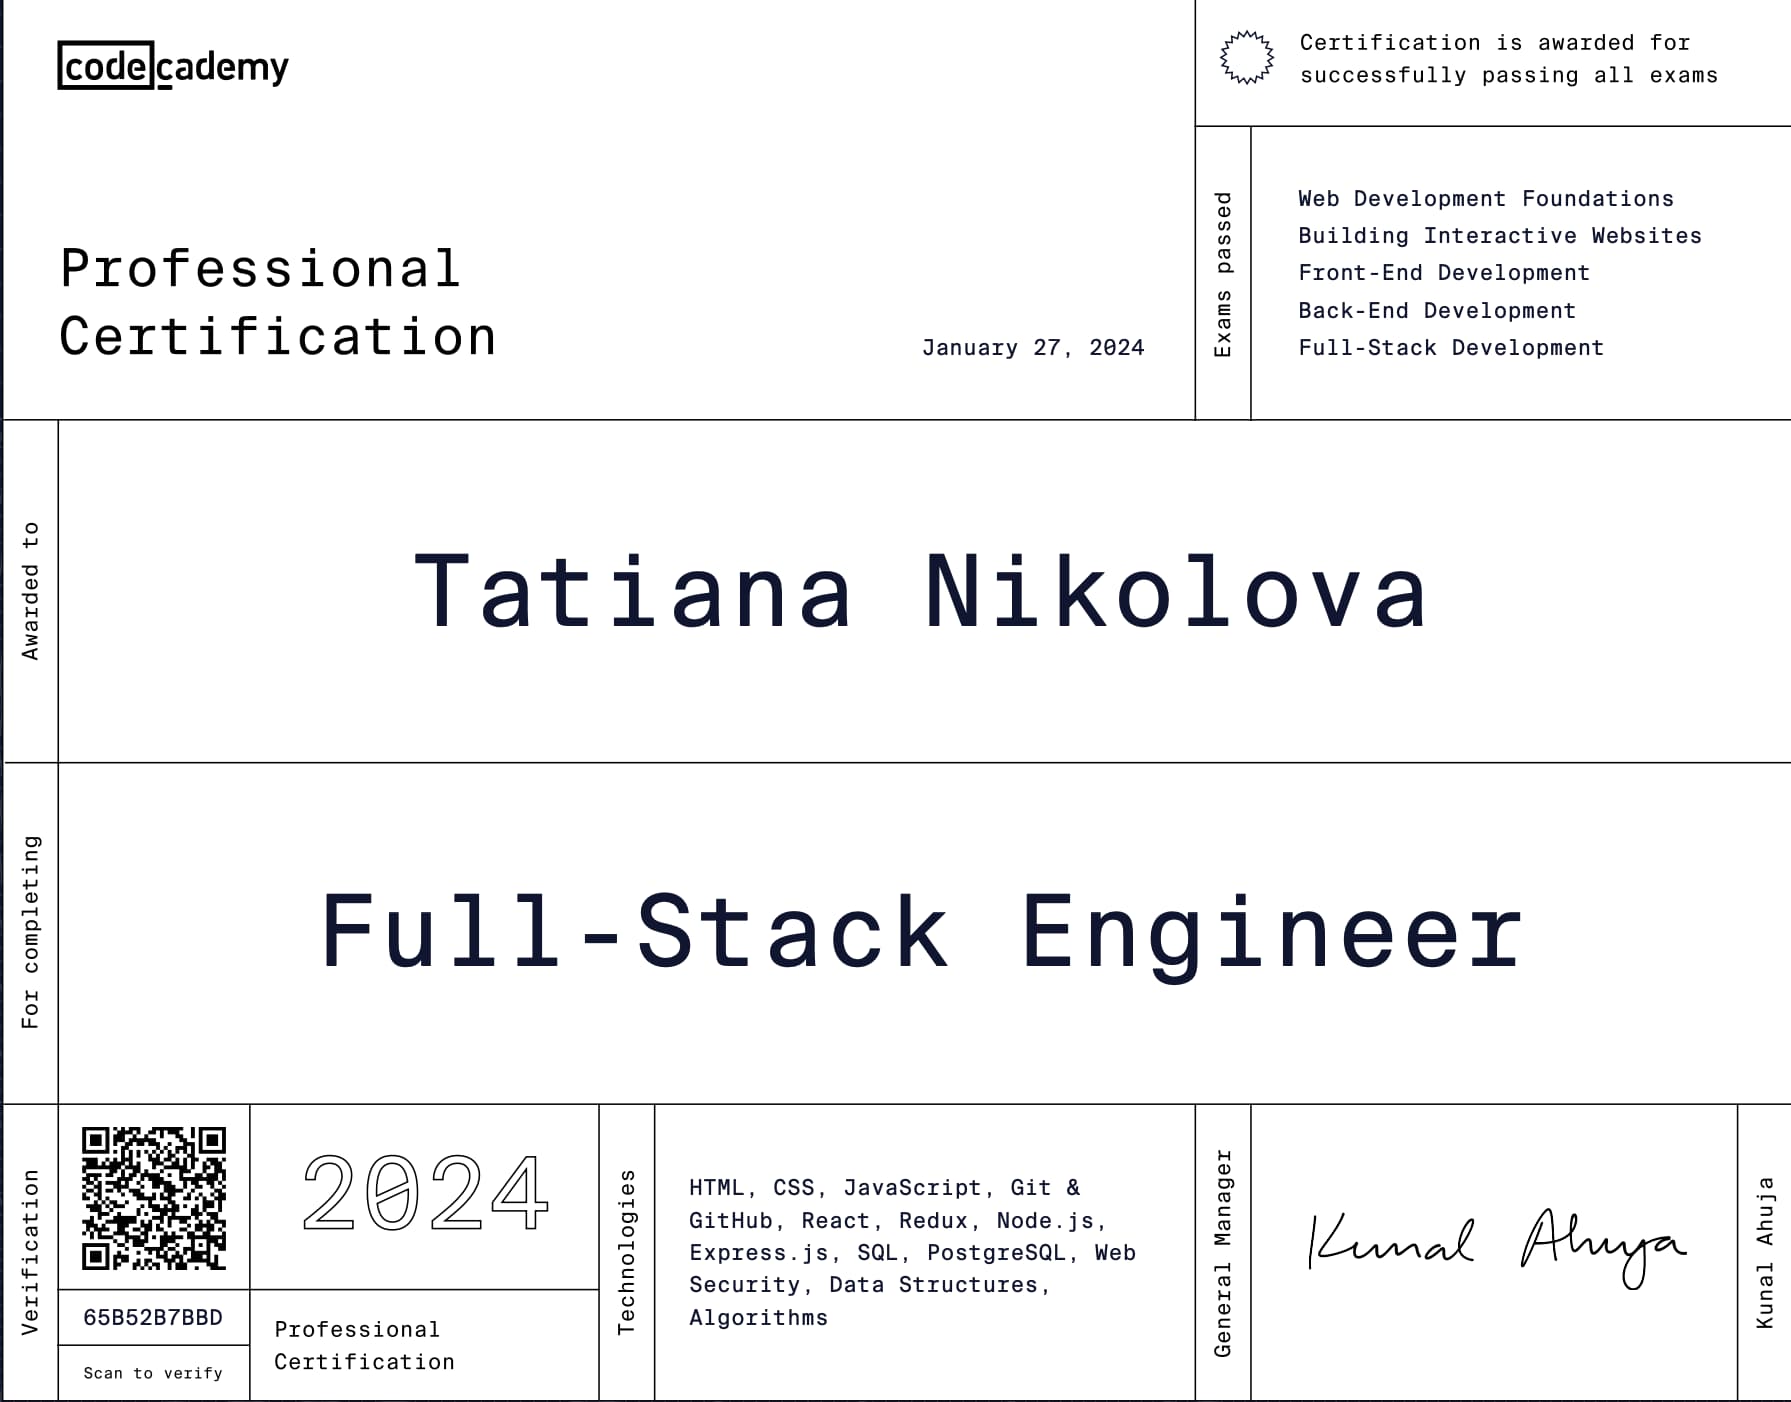 codecademy
Certification is awarded for
successfully passing all exams
Professional
Certification
January 27, 2024
Exams passed
Web Development Foundations
Building Interactive Websites
Front-End Development
Back-End Development
Full-Stack Development
Awarded to
Tatiana Nikolova
For completing
Full-Stack Engineer
Verification
65B52B7BBD
Scan to verify
2024
Professional
Certification
Technologies
HTML, CSS, JavaScript, Git &
GitHub, React, Redux, Node.js,
Express.js, SQL, PostgreSQL, Web
Security, Data Structures,
Algorithms
General Manager
Kunal Ahuja
Kunal Ahuja